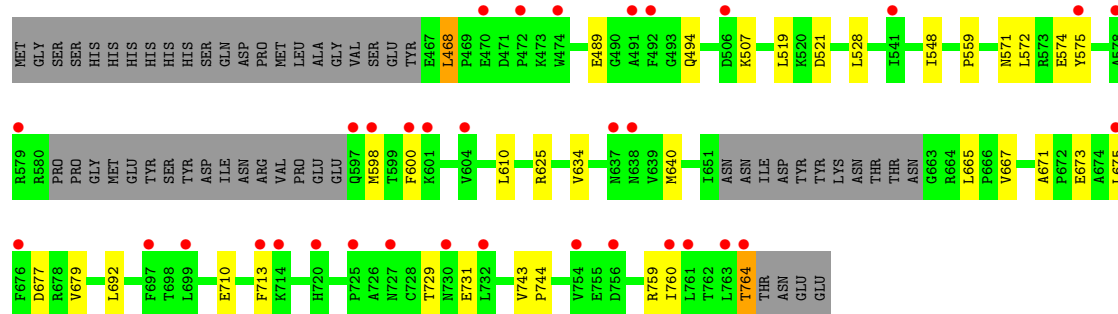 MET GLY SER SER HIS HIS HIS HIS HIS HIS SER GLN ASP PRO MET LEU ALA GLY VAL SER GLU TYR E467 L468 P469 E470 D471 P472 K473 W474 E489 G490 A491 F492 G493 Q494 D506 K507 L519 K520 D521 L528 I541 I548 P559 N571 L572 R573 E574 Y575 A578
R579 R580 PRO PRO GLY MET GLU TYR SER TYR ASP ILE ASN ARG VAL PRO GLU GLU Q597 M598 T599 F600 K601 V604 L610 R625 V634 N637 N638 V639 M640 I651 ASN ASN ILE ASP TYR TYR LYS ASN THR THR ASN G663 R664 L665 P666 V667 A671 P672 E673 A674 L675
F676 D677 R678 V679 L692 F697 T698 L699 E710 F713 K714 H720 P725 A726 N727 C728 T729 N730 E731 L732 V743 P744 V754 E755 D756 R759 I760 L761 T762 L763 T764 THR ASN GLU GLU